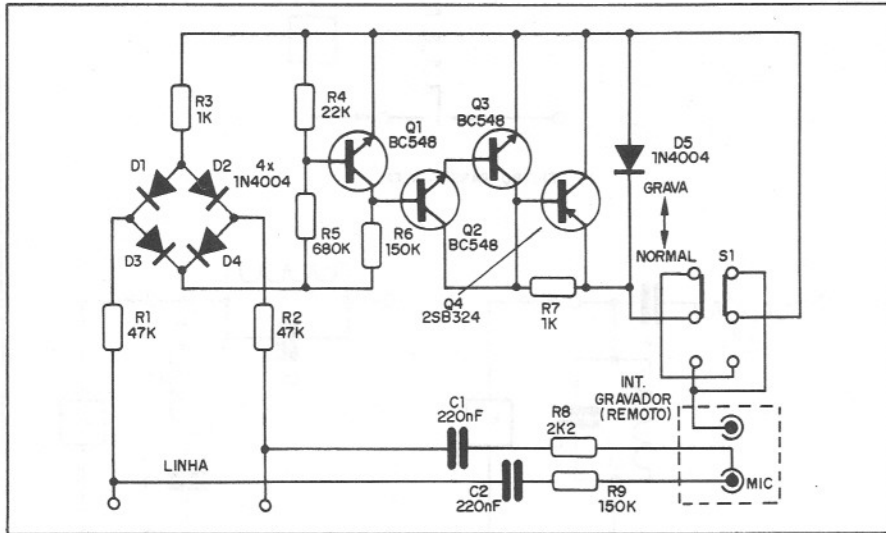 R3
1K
R4
22K
Q1
BC548
Q3
BC548
D5
1N4004
D1
D2
4x
1N4004
GRAVA
D3
D4
R5
680K
R6
150K
Q2
BC548
NORMAL
S1
R1
47K
R2
47K
Q4
2SB324
R7
1K
INT.
GRAVADOR
(REMOTO)
C1
220nF
R8
2K2
LINHA
C2
220nF
R9
150K
MIC